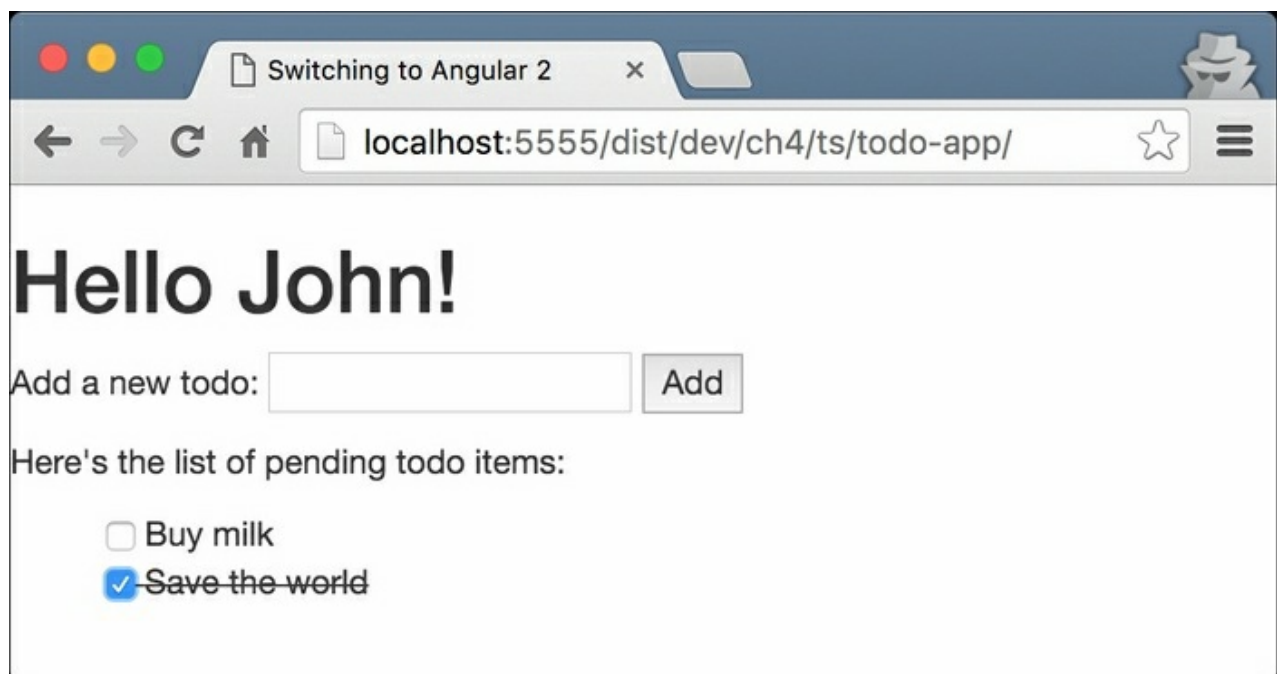 Switching to Angular 2
localhost:5555/dist/dev/ch4/ts/todo-app/
Hello John!
Add a new todo: Add
Here's the list of pending todo items:
Buy milk
Save the world